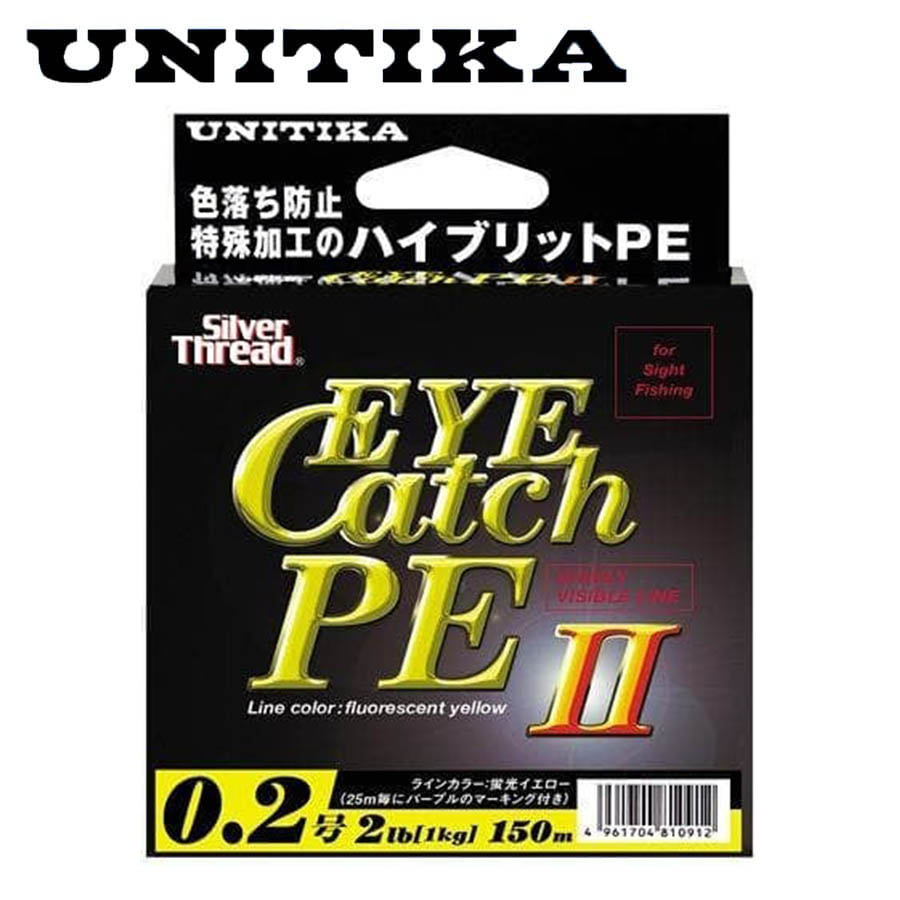 UNITIKA
UNITIKA
色落ち防止
特殊加工のハイブリットPE
Silver
Thread®
for
Sight
Fishing
EYE
Catch
PE
VISIBLE LINE
II
Line color:fluorescent yellow
0.2号 2lb[1kg] 150m
ラインカラー:蛍光イエロー
(25m毎にパープルのマーキング付き)
4 961704 810912